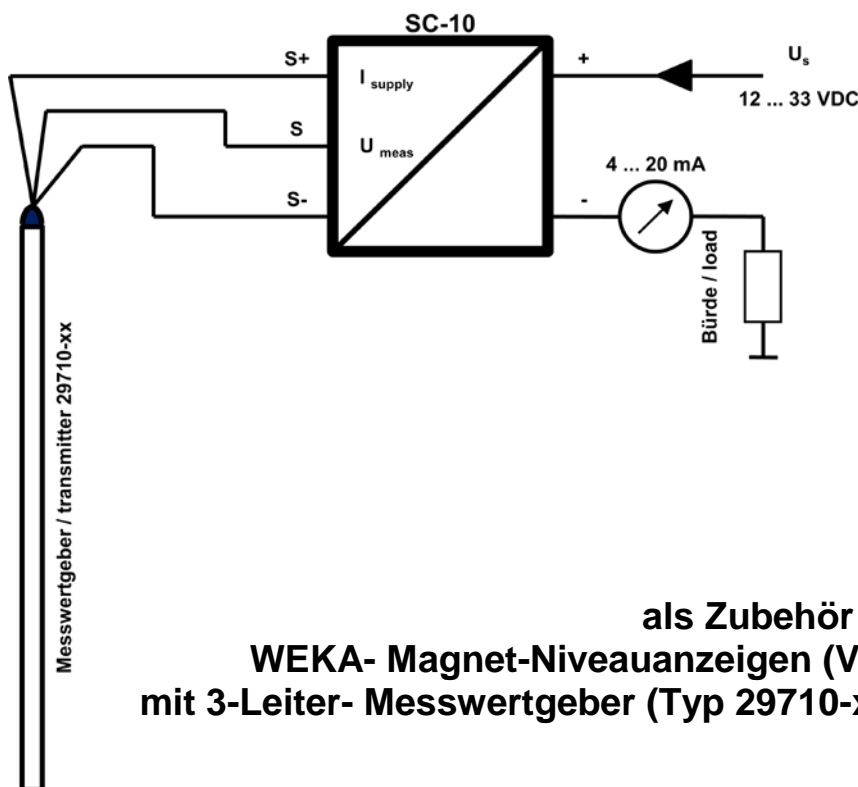 SC-10
S+
I supply
+
Us
12 ... 33 VDC
S
U meas
4 ... 20 mA
S-
-
Bürde / load
Messwertgeber / transmitter 29710-xx
als Zubehör
WEKA- Magnet-Niveauanzeigen (V
mit 3-Leiter- Messwertgeber (Typ 29710-x